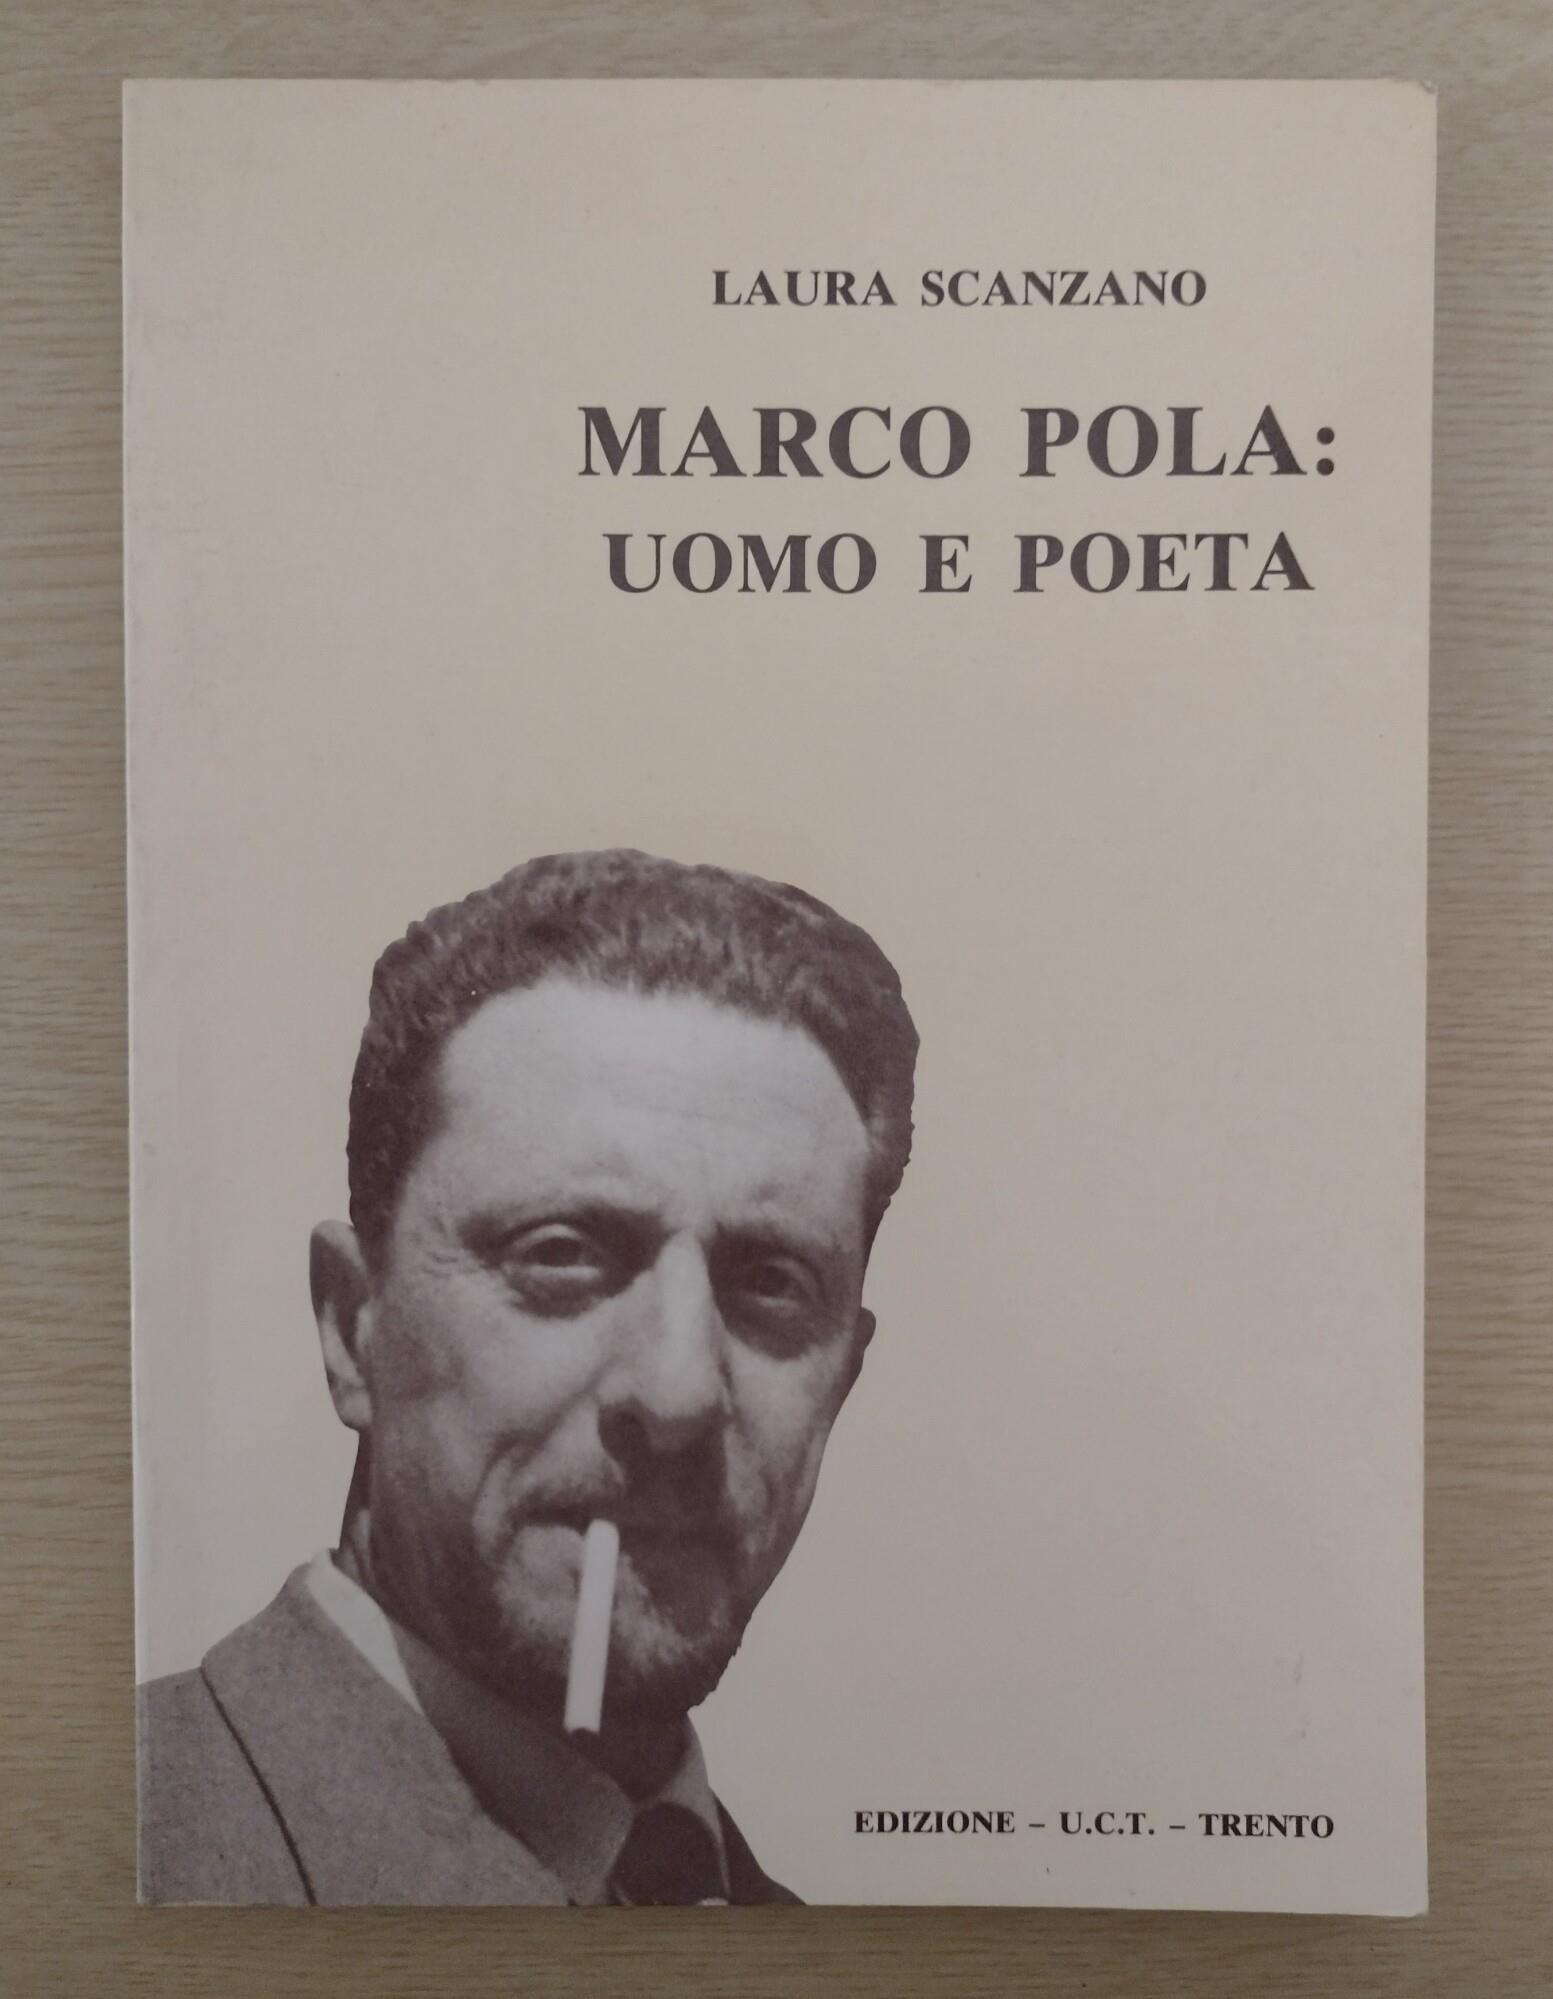 LAURA SCANZANO
MARCO POLA:
UOMO E POETA
EDIZIONE – U.C.T. – TRENTO